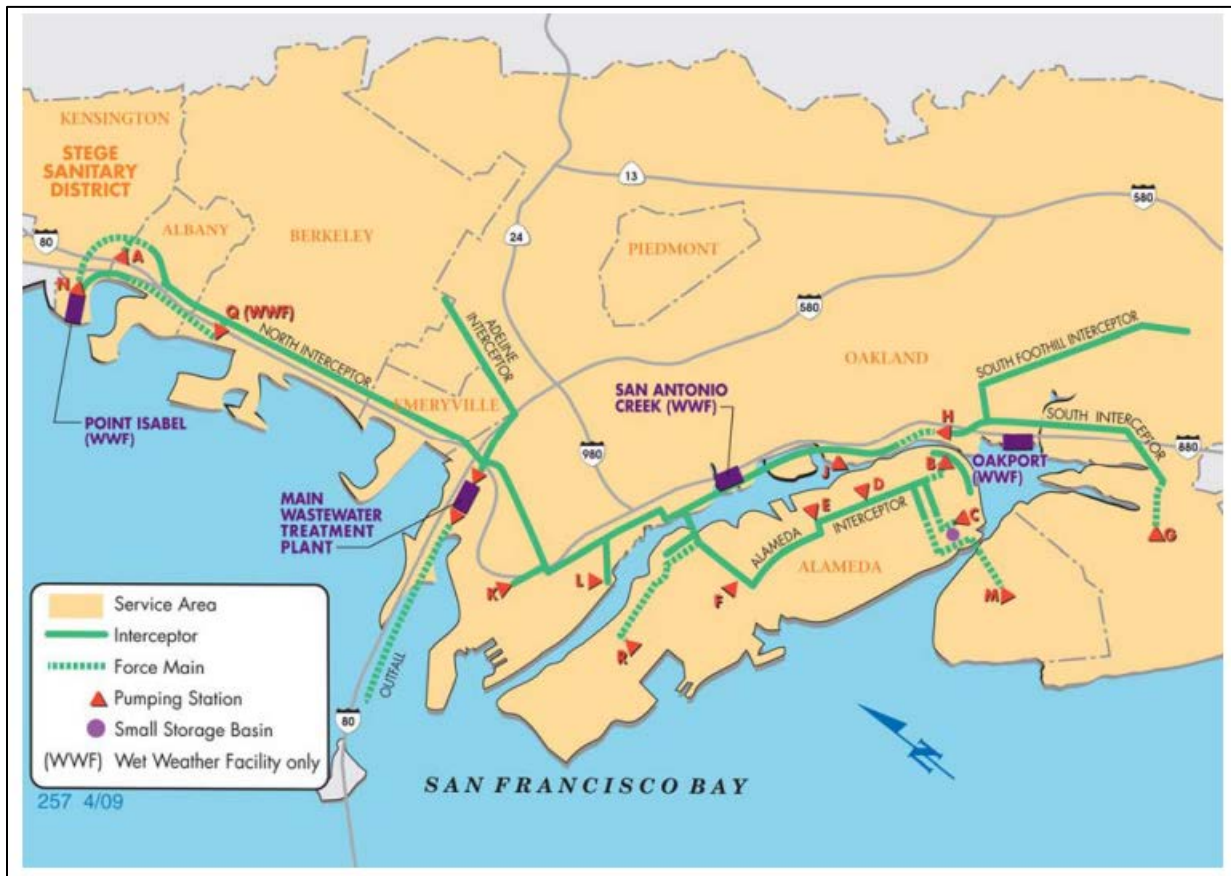 KENSINGTON
STEGE
SANITARY
DISTRICT
80
ALBANY
BERKELEY
A
N
Q (WWF)
NORTH INTERCEPTOR
POINT ISABEL
(WWF)
24
13
580
PIEDMONT
580
ADELINE
INTERCEPTOR
EMERYVILLE
OAKLAND
SOUTH FOOTHILL INTERCEPTOR
SAN ANTONIO
CREEK (WWF)
980
H
SOUTH INTERCEPTOR
880
OAKPORT
(WWF)
MAIN
WASTEWATER
TREATMENT
PLANT
J
B
D
E
C
G
ALAMEDA
INTERCEPTOR
ALAMEDA
K
L
F
M
R
OUTFALL
80
Service Area
Interceptor
Force Main
Pumping Station
Small Storage Basin
(WWF) Wet Weather Facility only
257 4/09
SAN FRANCISCO BAY
N